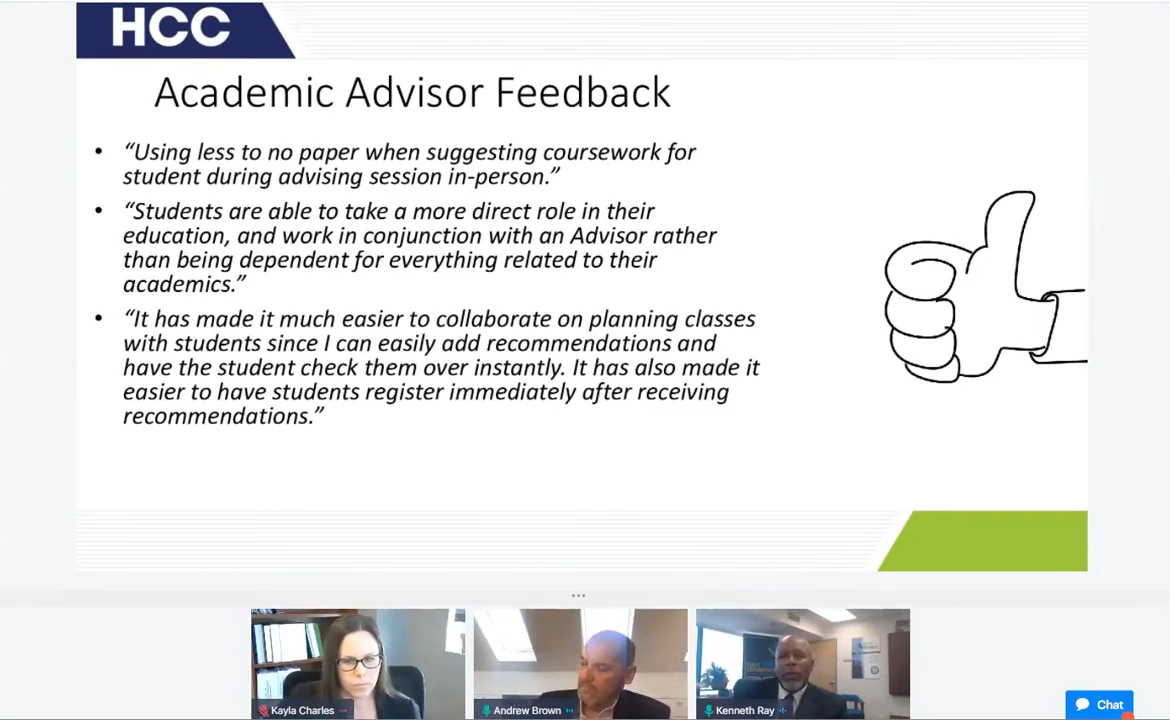 HCC
Academic Advisor Feedback
• “Using less to no paper when suggesting coursework for
student during advising session in-person.”
• “Students are able to take a more direct role in their
education, and work in conjunction with an Advisor rather
than being dependent for everything related to their
academics.”
• “It has made it much easier to collaborate on planning classes
with students since I can easily add recommendations and
have the student check them over instantly. It has also made it
easier to have students register immediately after receiving
recommendations.”
Kayla Charles
Andrew Brown
Kenneth Ray
Chat